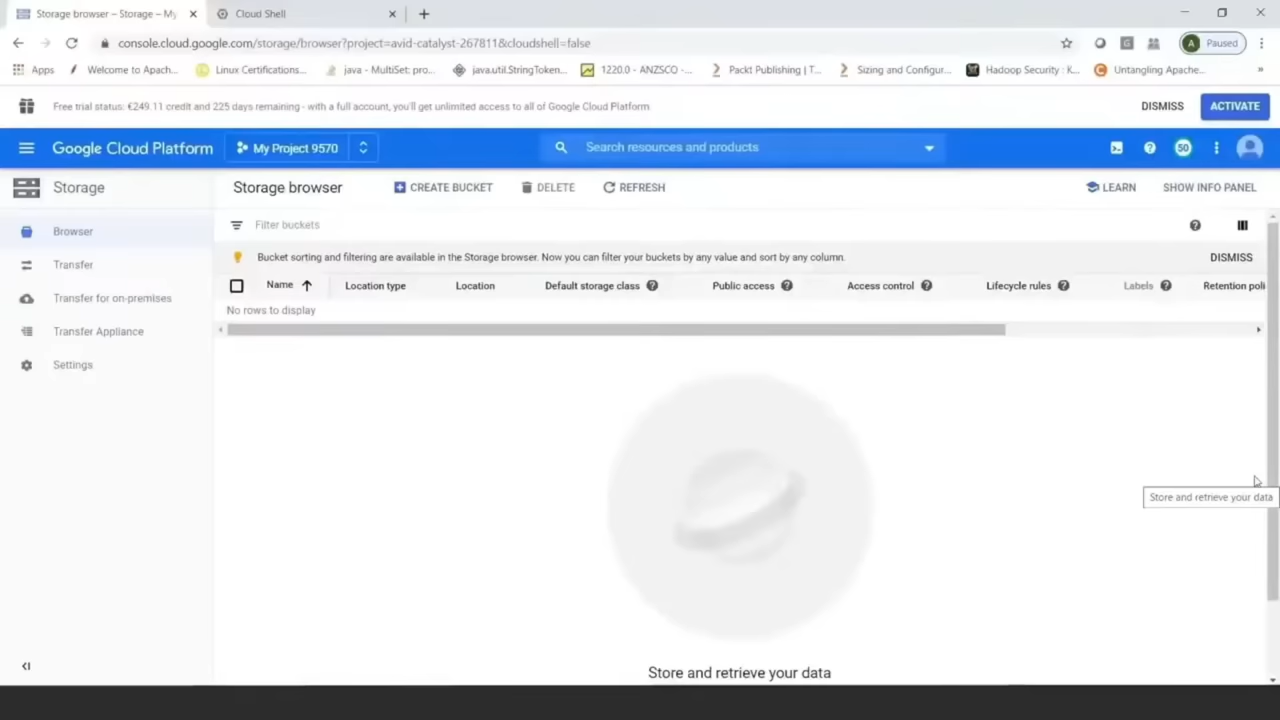 Storage browser – Storage – My
Cloud Shell
console.cloud.google.com/storage/browser?project=avid-catalyst-267811&cloudshell=false
A Paused
Apps Welcome to Apach... Linux Certifications... java - MultiSet: pro... java.util.StringToken... 1220.0 - ANZSCO -... Packt Publishing | T... Sizing and Configur... Hadoop Security : K... Untangling Apache... »
Free trial status: €249.11 credit and 225 days remaining - with a full account, you'll get unlimited access to all of Google Cloud Platform
DISMISS ACTIVATE
Google Cloud Platform My Project 9570 Search resources and products 50
Storage
Storage browser CREATE BUCKET DELETE REFRESH LEARN SHOW INFO PANEL
Browser
Transfer
Transfer for on-premises
Transfer Appliance
Settings
Filter buckets
Bucket sorting and filtering are available in the Storage browser. Now you can filter your buckets by any value and sort by any column. DISMISS
Name Location type Location Default storage class Public access Access control Lifecycle rules Labels Retention poli
No rows to display
Store and retrieve your data
Store and retrieve your data